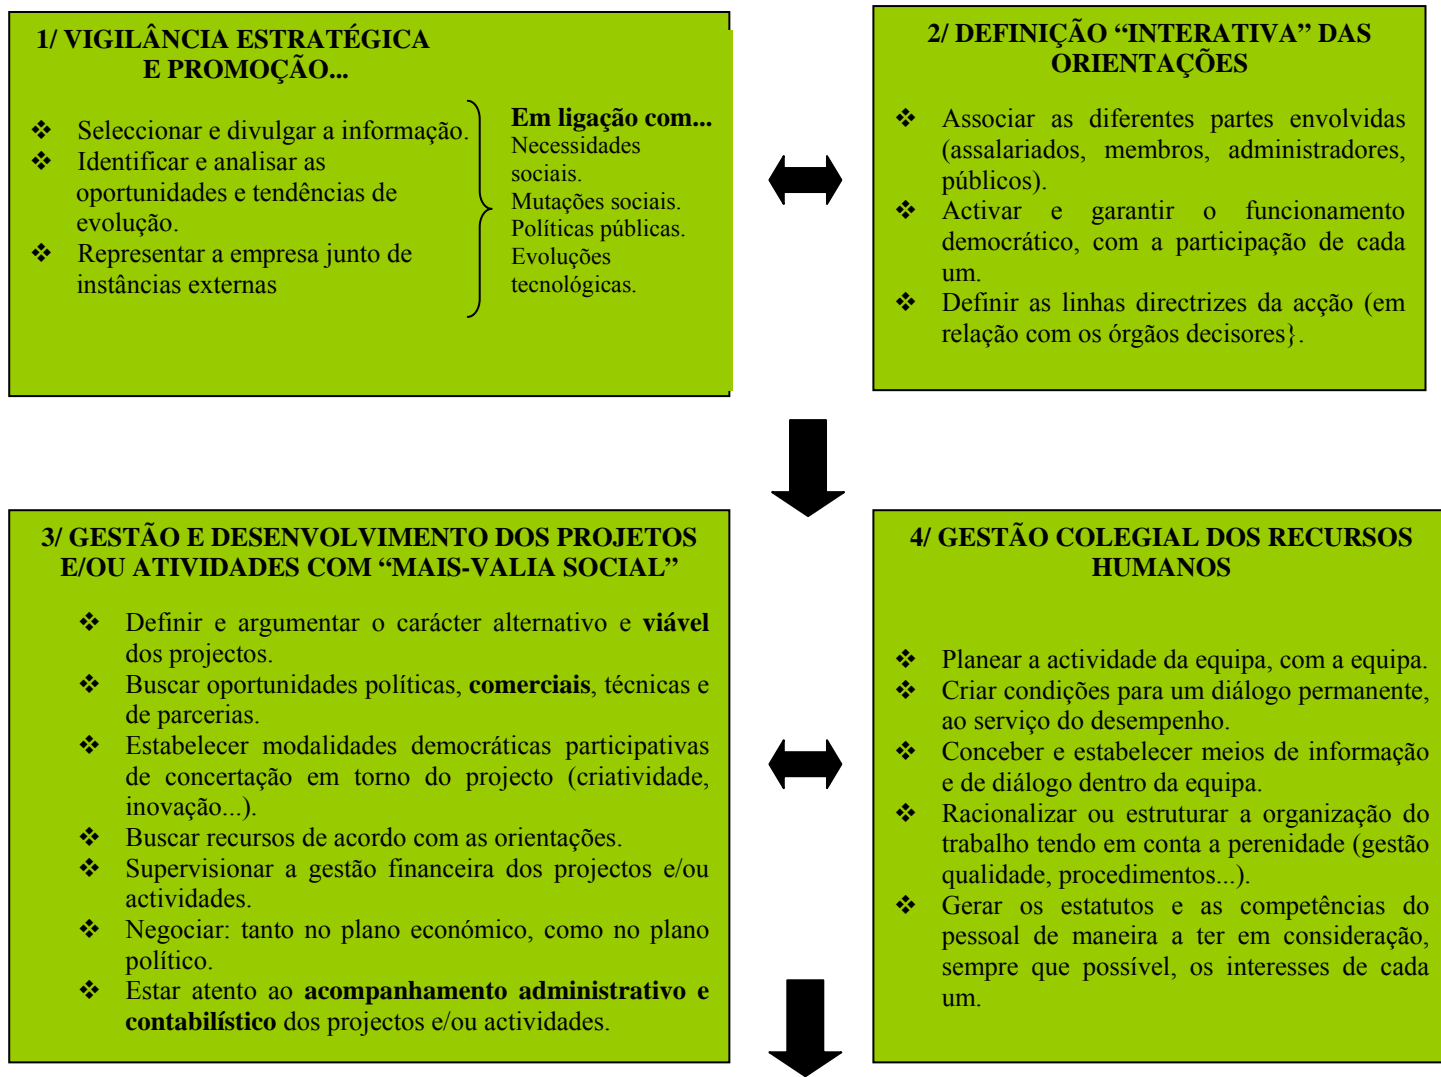 1/ VIGILÂNCIA ESTRATÉGICA
E PROMOÇÃO...
❖ Seleccionar e divulgar a informação.
❖ Identificar e analisar as
oportunidades e tendências de
evolução.
❖ Representar a empresa junto de
instâncias externas
Em ligação com...
Necessidades
sociais.
Mutações sociais.
Políticas públicas.
Evoluções
tecnológicas.
2/ DEFINIÇÃO “INTERATIVA” DAS
ORIENTAÇÕES
❖ Associar as diferentes partes envolvidas
(assalariados, membros, administradores,
públicos).
❖ Activar e garantir o funcionamento
democrático, com a participação de cada
um.
❖ Definir as linhas directrizes da acção (em
relação com os órgãos decisores}.
3/ GESTÃO E DESENVOLVIMENTO DOS PROJETOS
E/OU ATIVIDADES COM “MAIS-VALIA SOCIAL”
❖ Definir e argumentar o carácter alternativo e viável
dos projectos.
❖ Buscar oportunidades políticas, comerciais, técnicas e
de parcerias.
❖ Estabelecer modalidades democráticas participativas
de concertação em torno do projecto (criatividade,
inovação...).
❖ Buscar recursos de acordo com as orientações.
❖ Supervisionar a gestão financeira dos projectos e/ou
actividades.
❖ Negociar: tanto no plano económico, como no plano
político.
❖ Estar atento ao acompanhamento administrativo e
contabilístico dos projectos e/ou actividades.
4/ GESTÃO COLEGIAL DOS RECURSOS
HUMANOS
❖ Planear a actividade da equipa, com a equipa.
❖ Criar condições para um diálogo permanente,
ao serviço do desempenho.
❖ Conceber e estabelecer meios de informação
e de diálogo dentro da equipa.
❖ Racionalizar ou estruturar a organização do
trabalho tendo em conta a perenidade (gestão
qualidade, procedimentos...).
❖ Gerar os estatutos e as competências do
pessoal de maneira a ter em consideração,
sempre que possível, os interesses de cada
um.